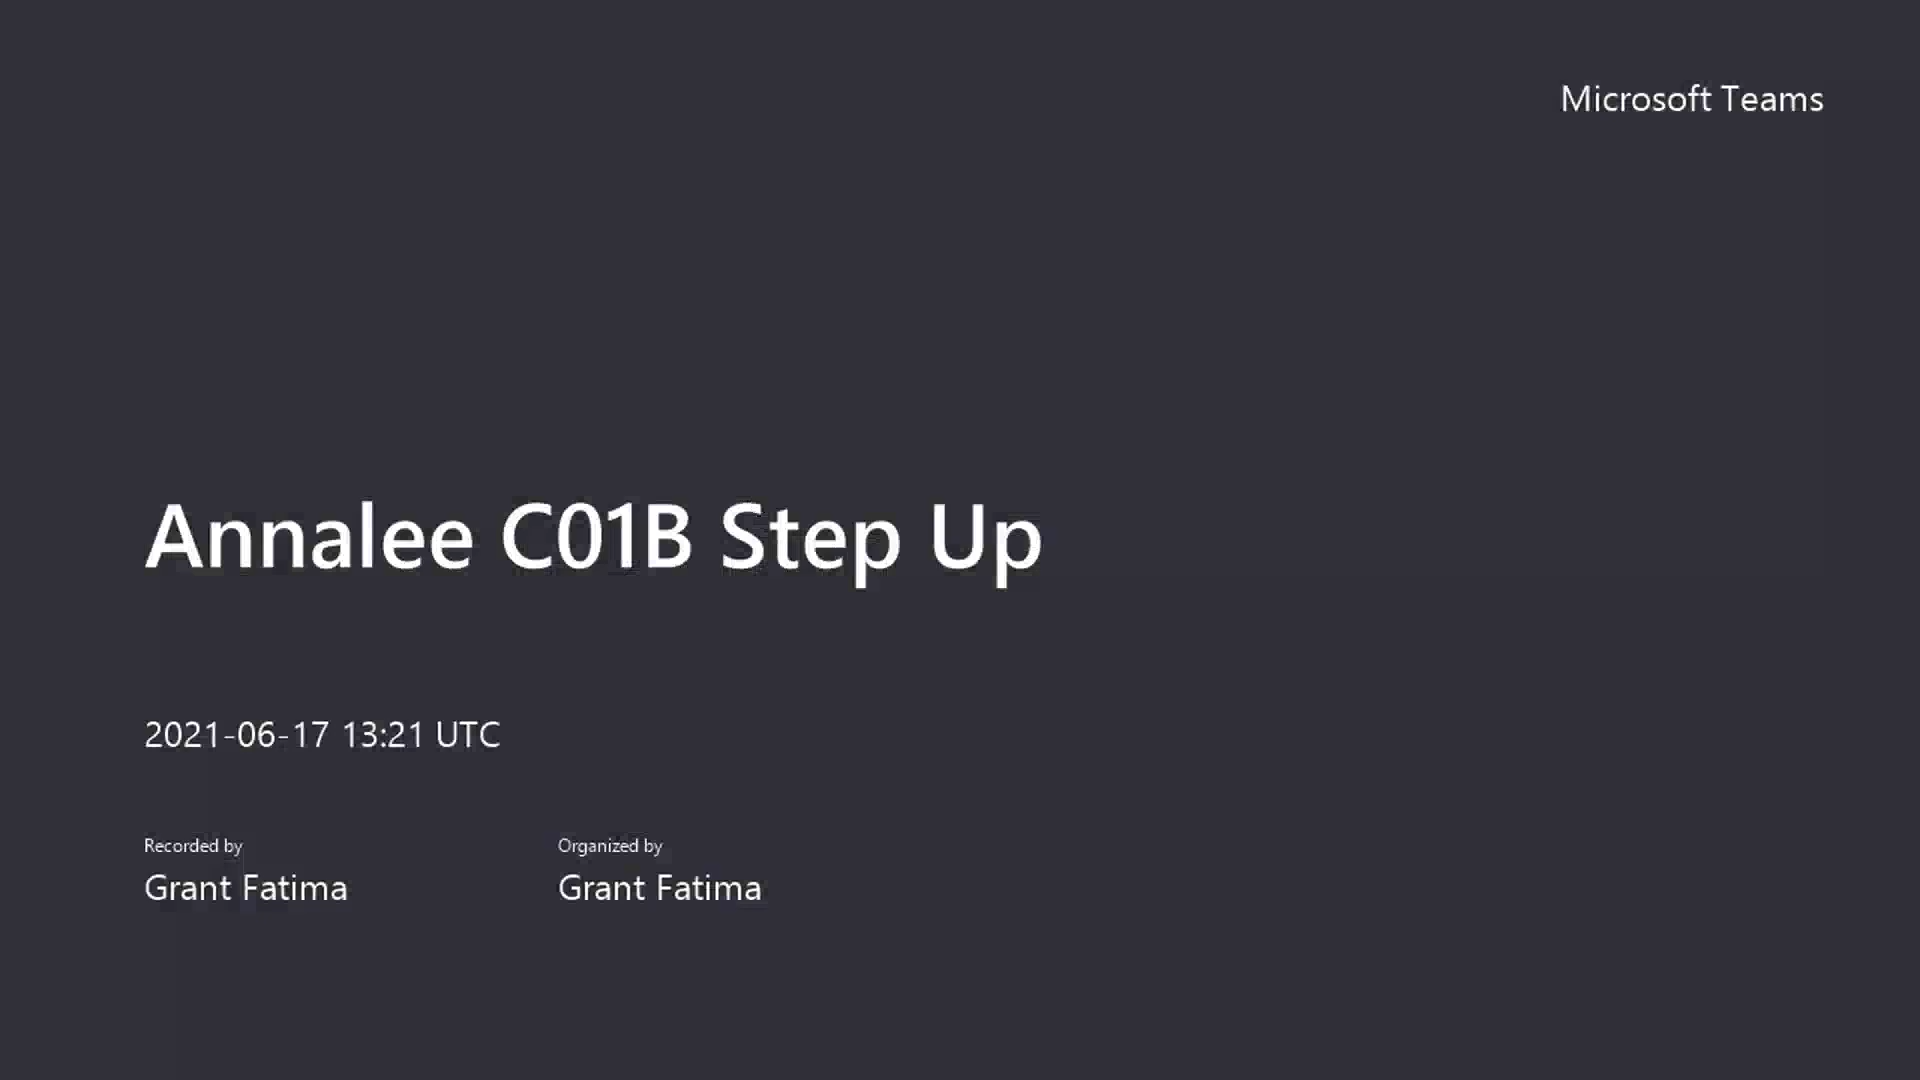 Microsoft Teams
Annalee C01B Step Up
2021-06-17 13:21 UTC
Recorded by
Grant Fatima
Organized by
Grant Fatima